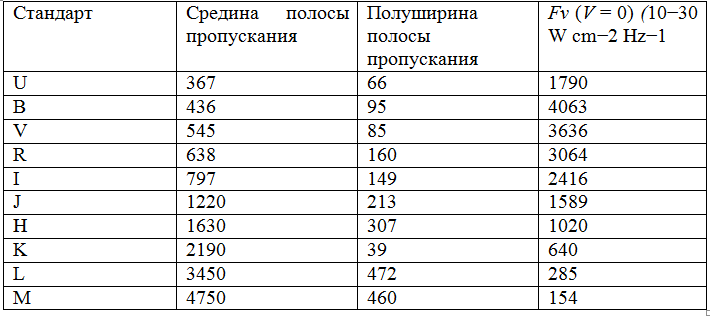 Стандарт Средина полосы пропускания Полуширина полосы пропускания Fv (V = 0) (10−30 W cm−2 Hz−1
U 367 66 1790
B 436 95 4063
V 545 85 3636
R 638 160 3064
I 797 149 2416
J 1220 213 1589
H 1630 307 1020
K 2190 39 640
L 3450 472 285
M 4750 460 154